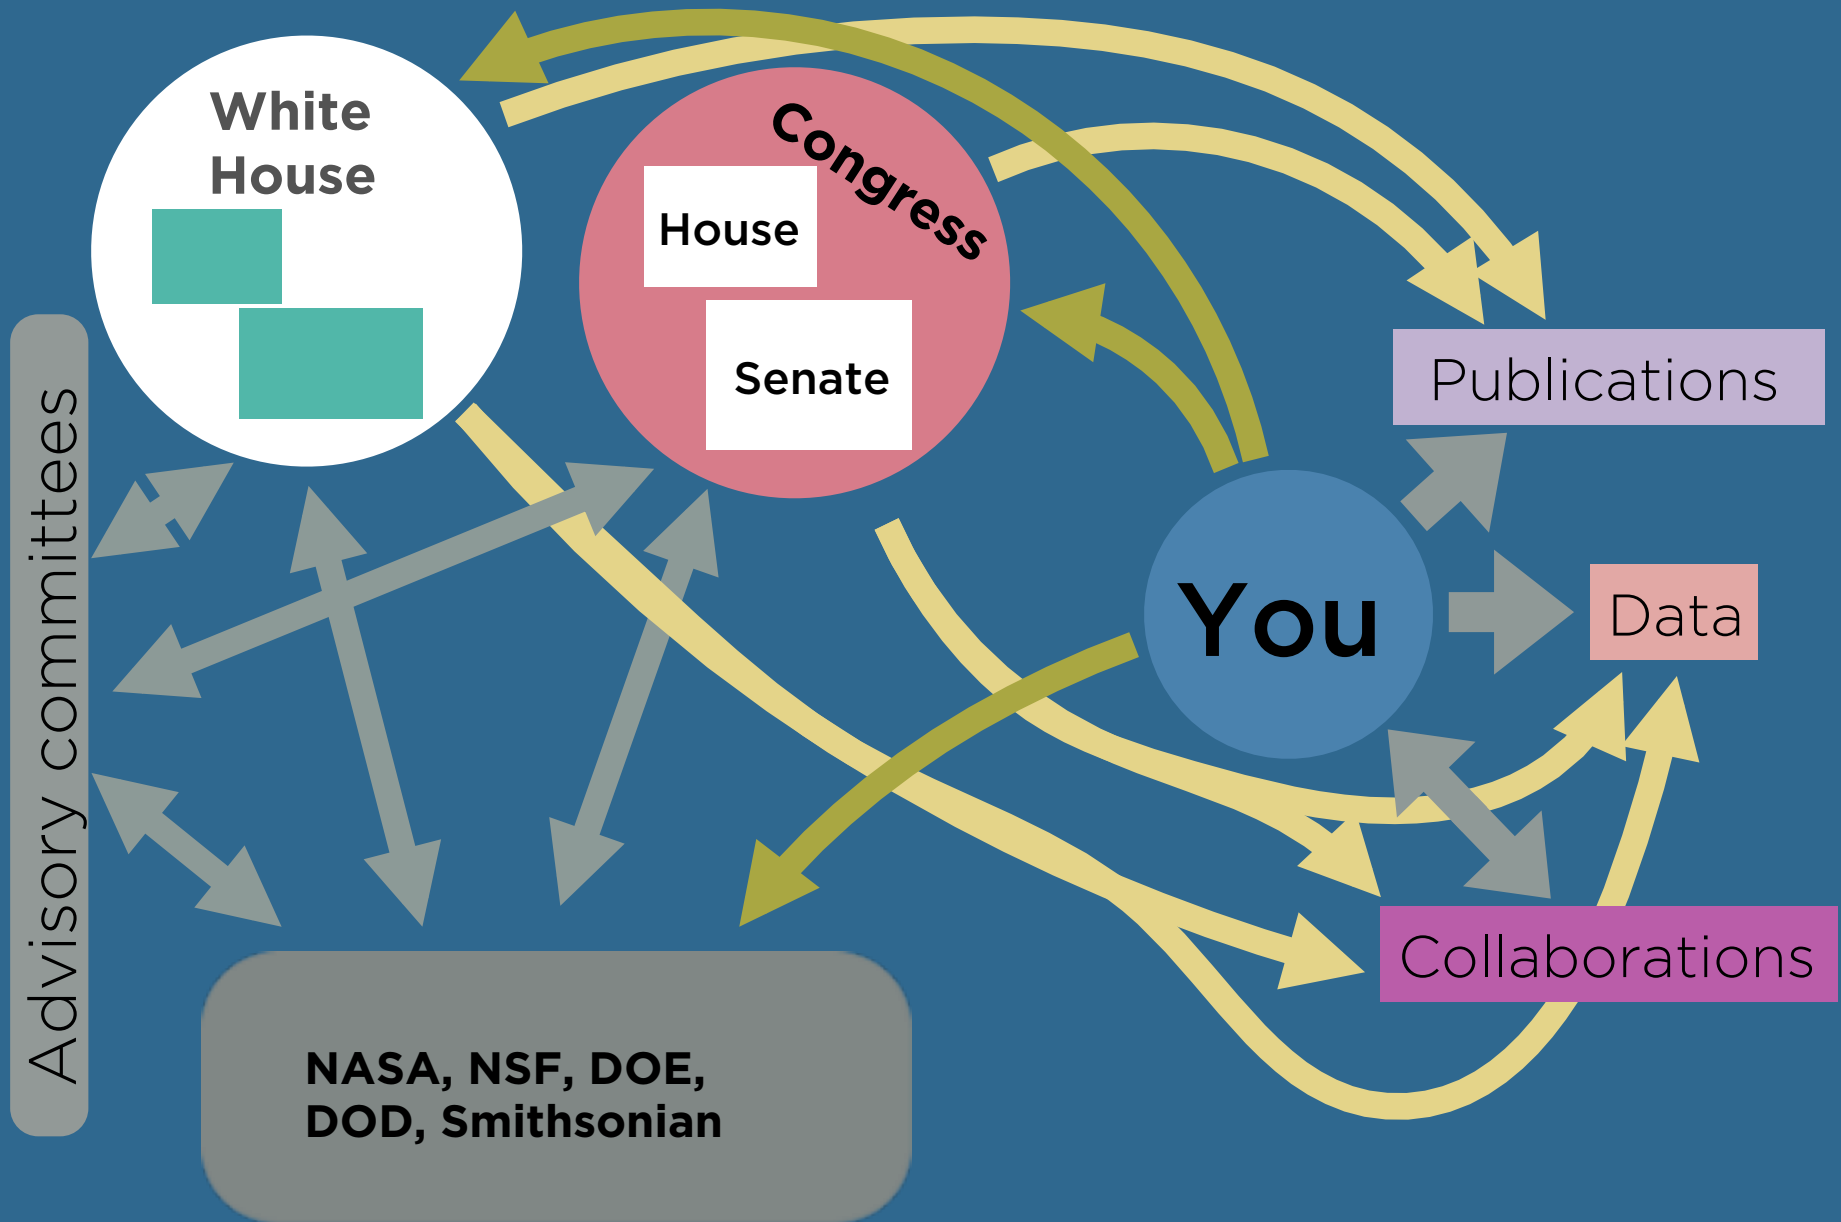 White
House
Congress
House
Senate
Publications
You
Data
Advisory committees
Collaborations
NASA, NSF, DOE,
DOD, Smithsonian